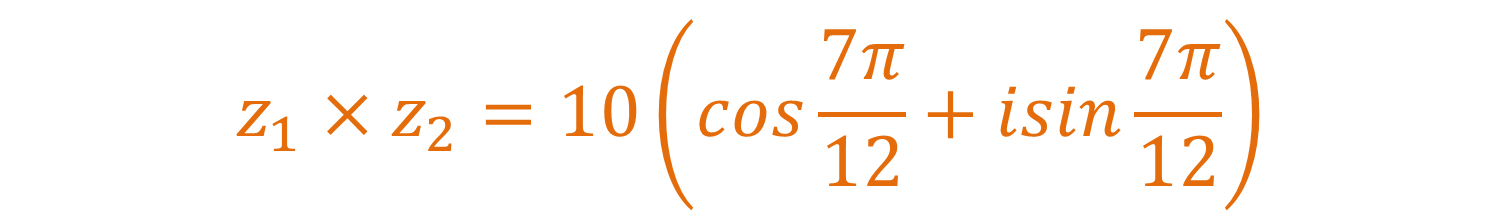 z₁ × z₂ = 10 (cos 7π/12 + isin 7π/12)